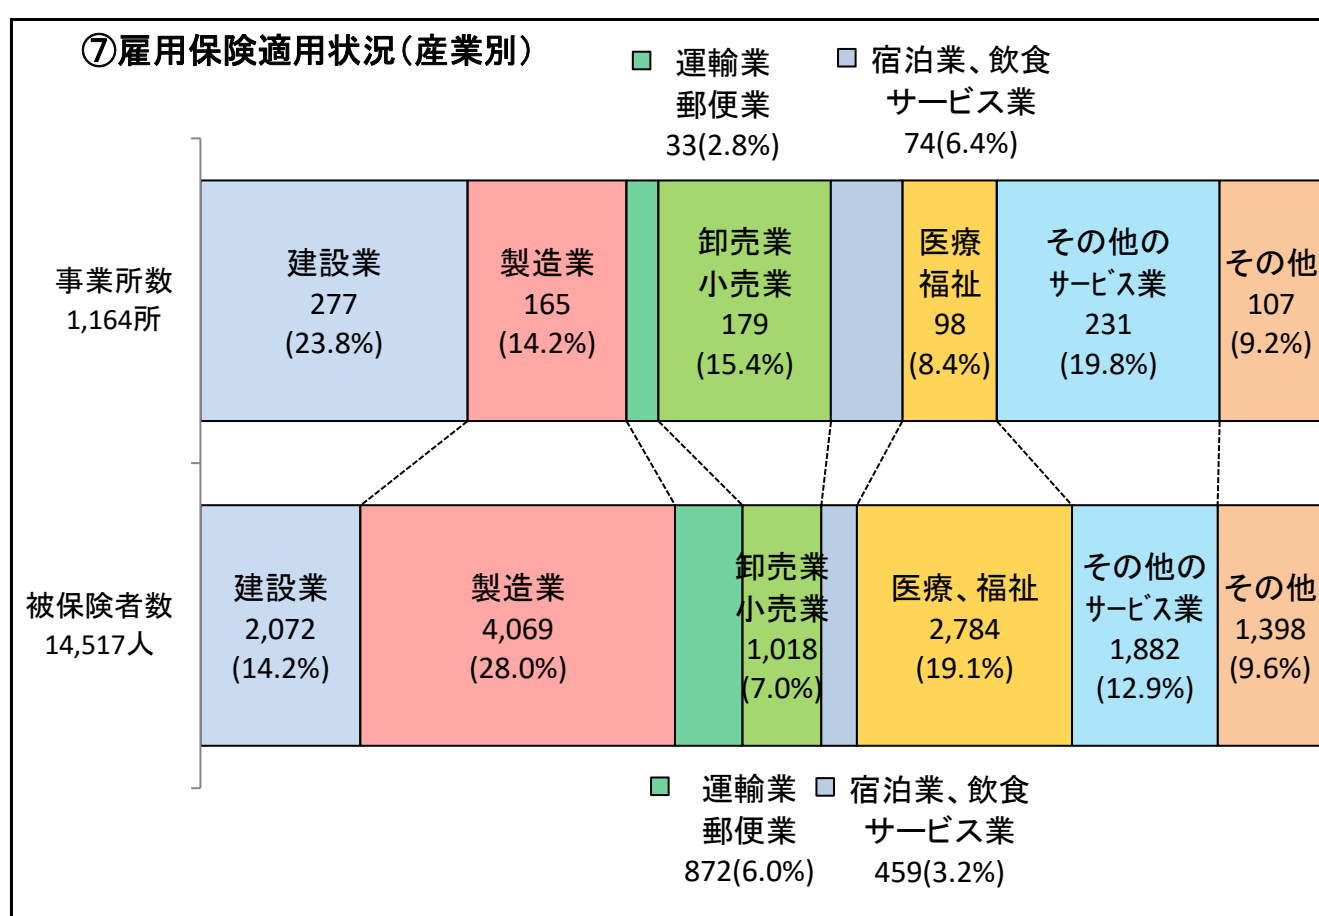 ⑦雇用保険適用状況(産業別)
運輸業
郵便業
33(2.8%)
宿泊業、飲食
サービス業
74(6.4%)
事業所数
1,164所
建設業
277
(23.8%)
製造業
165
(14.2%)
卸売業
小売業
179
(15.4%)
医療
福祉
98
(8.4%)
その他の
サービス業
231
(19.8%)
その他
107
(9.2%)
被保険者数
14,517人
建設業
2,072
(14.2%)
製造業
4,069
(28.0%)
卸売業
小売業
1,018
(7.0%)
医療、福祉
2,784
(19.1%)
その他の
サービス業
1,882
(12.9%)
その他
1,398
(9.6%)
運輸業
郵便業
872(6.0%)
宿泊業、飲食
サービス業
459(3.2%)